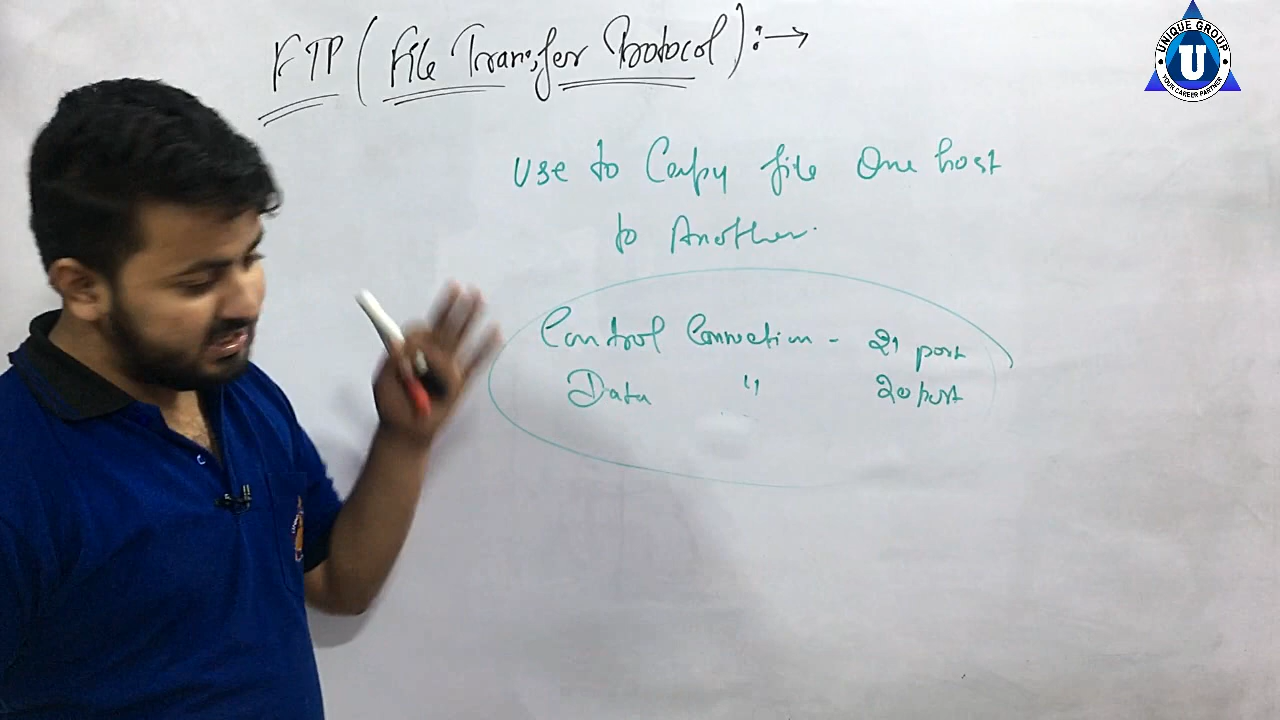 FTP (File Transfer Protocol) :→
Use to Copy file One host
to Another.
Control Connection - 21 port
Data " 20 port
UNIQUE GROUP
U
YOUR CAREER PARTNER